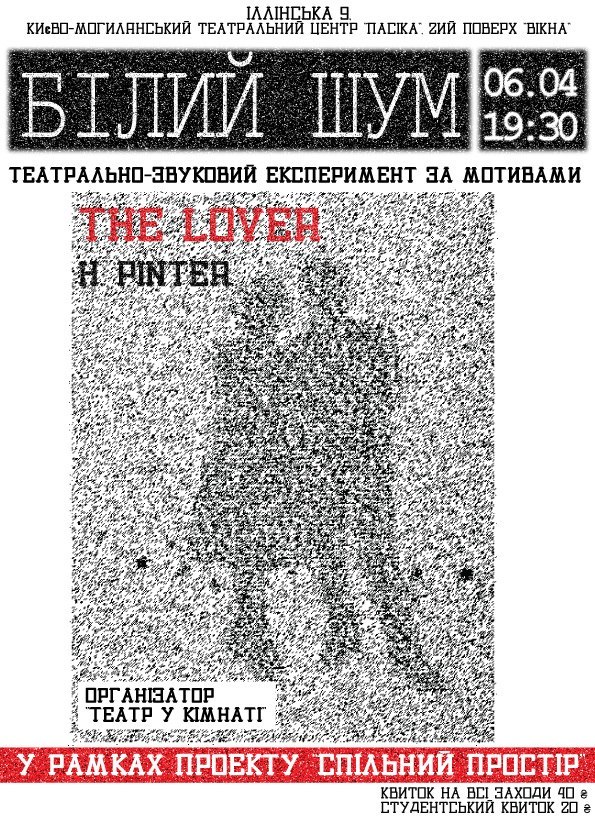 ІЛЛІНСЬКА 9,
КИєВО-МОГИЛЯНСЬКИЙ ТЕАТРАЛЬНИЙ ЦЕНТР "ПАСІКА", 2ИЙ ПОВЕРХ "ВІКНА"
БІЛИЙ ШУМ
06.04
19:30
ТЕАТРАЛЬНО-ЗВУКОВИЙ ЕКСПЕРИМЕНТ ЗА МОТИВАМИ
THE LOVER
H PINTER
ОРГАНІЗАТОР
"ТЕАТР У КІМНАТІ"
У РАМКАХ ПРОЕКТУ "СПІЛЬНИЙ ПРОСТІР"
КВИТОК НА ВСІ ЗАХОДИ 40 ₴
СТУДЕНТСЬКИЙ КВИТОК 20 ₴